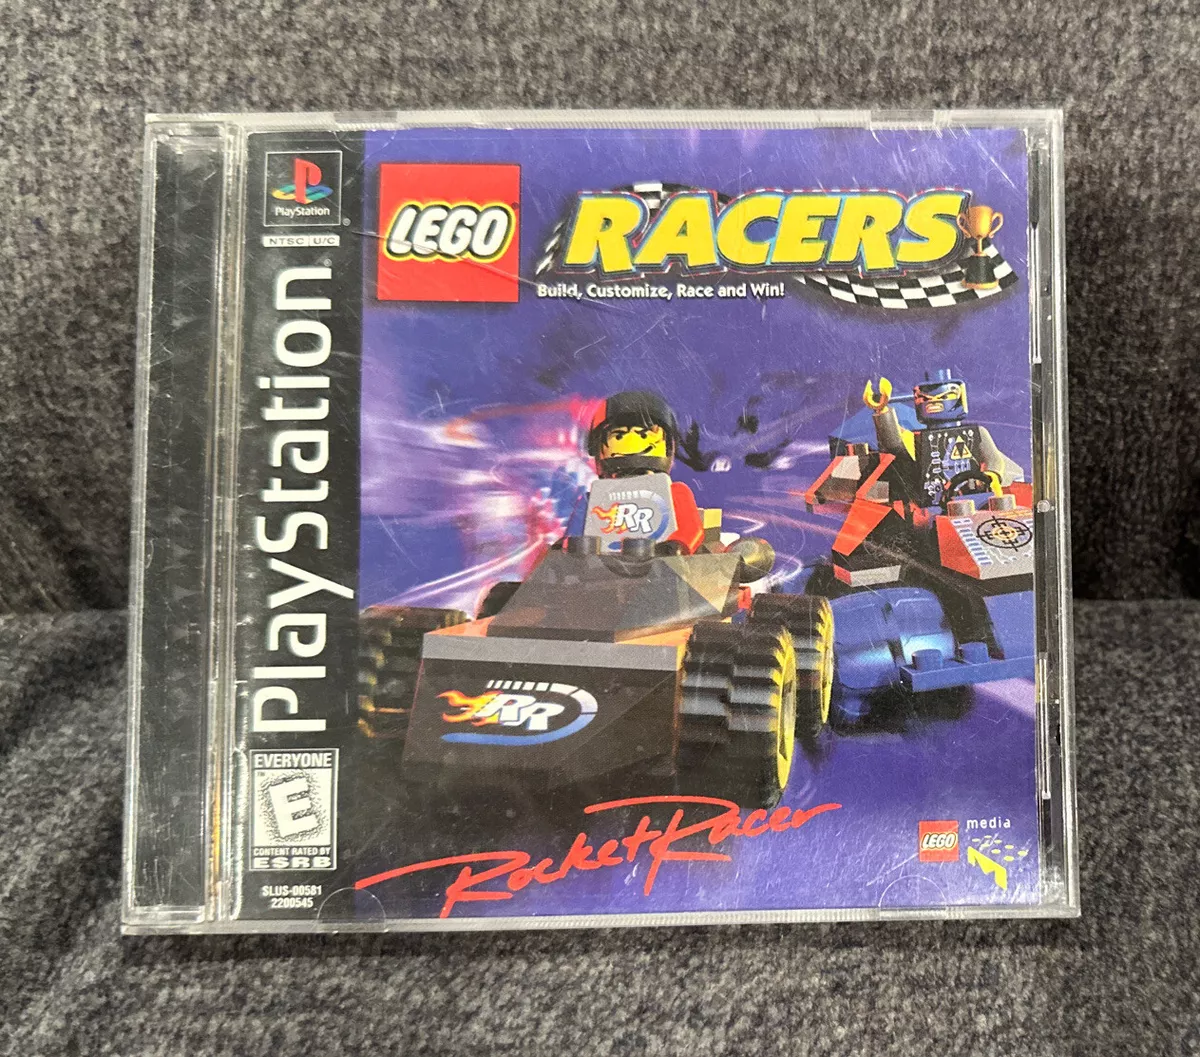 PlayStation
®
NTSC U/C
PlayStation
®
EVERYONE
E
™
CONTENT RATED BY
ESRB
SLUS-00581
2200545
LEGO
RACERS
Build, Customize, Race and Win!
RR
RR
Rocket Racer
LEGO
media